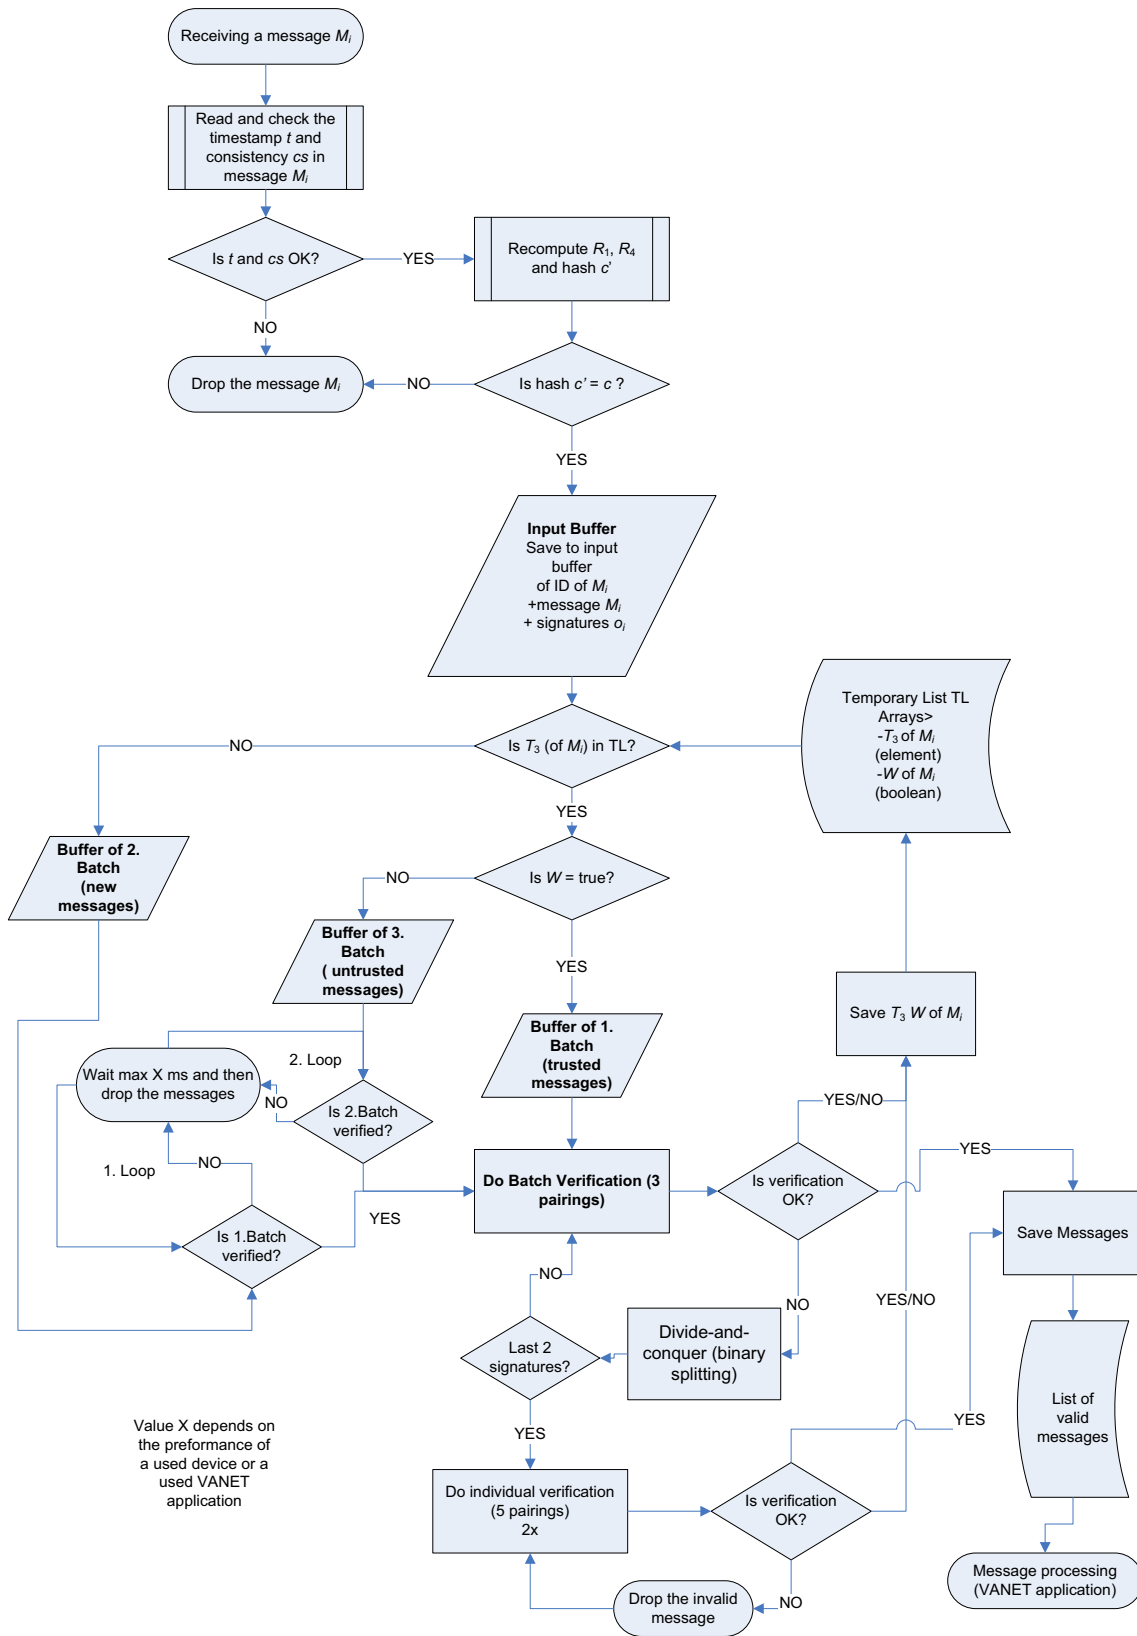 Receiving a message Mi
Read and check the
timestamp t and
consistency cs in
message Mi
Is t and cs OK?
YES
Recompute R1, R4
and hash c’
NO
Drop the message Mi
NO
Is hash c’ = c ?
YES
Input Buffer
Save to input
buffer
of ID of Mi
+message Mi
+ signatures oi
Temporary List TL
Arrays>
-T3 of Mi
(element)
-W of Mi
(boolean)
NO
Is T3 (of Mi) in TL?
YES
Buffer of 2.
Batch
(new
messages)
NO
Is W = true?
Buffer of 3.
Batch
( untrusted
messages)
YES
Save T3 W of Mi
Buffer of 1.
Batch
(trusted
messages)
2. Loop
Wait max X ms and then
drop the messages
NO
Is 2.Batch
verified?
YES/NO
YES
1. Loop
NO
Do Batch Verification (3
pairings)
Is verification
OK?
YES
Is 1.Batch
verified?
Save Messages
NO
NO
YES/NO
Last 2
signatures?
Divide-and-
conquer (binary
splitting)
List of
valid
messages
YES
YES
Value X depends on
the preformance of
a used device or a
used VANET
application
Do individual verification
(5 pairings)
2x
Is verification
OK?
Message processing
(VANET application)
NO
Drop the invalid
message